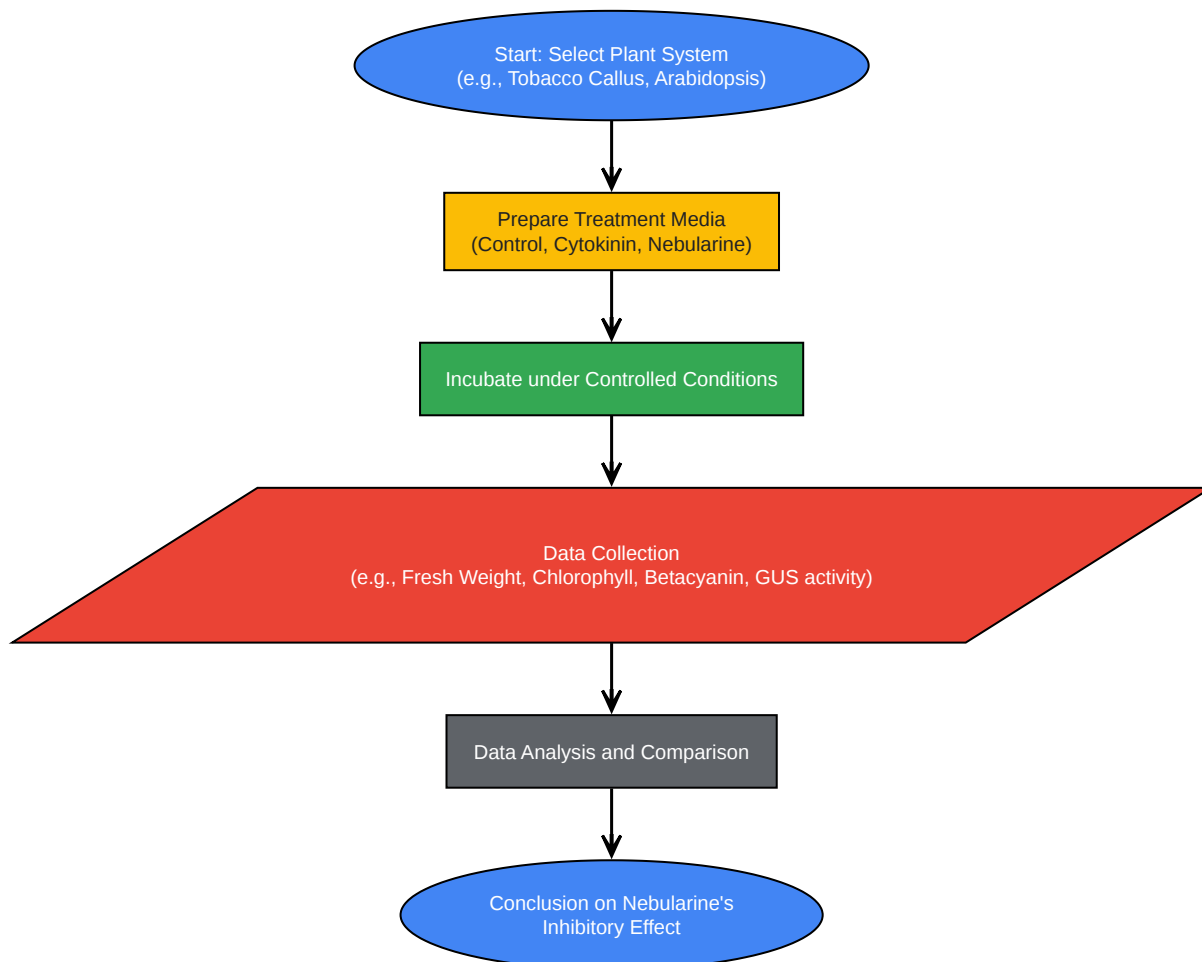 Start: Select Plant System
(e.g., Tobacco Callus, Arabidopsis)
Prepare Treatment Media
(Control, Cytokinin, Nebularine)
Incubate under Controlled Conditions
Data Collection
(e.g., Fresh Weight, Chlorophyll, Betacyanin, GUS activity)
Data Analysis and Comparison
Conclusion on Nebularine's
Inhibitory Effect